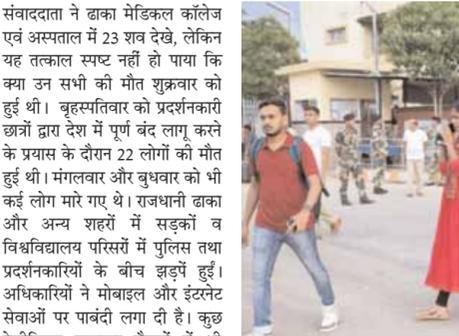 संवाददाता ने ढाका मेडिकल कॉलेज
एवं अस्पताल में 23 शव देखे, लेकिन
यह तत्काल स्पष्ट नहीं हो पाया कि
क्या उन सभी की मौत शुक्रवार को
हुई थी। बृहस्पतिवार को प्रदर्शनकारी
छात्रों द्वारा देश में पूर्ण बंद लागू करने
के प्रयास के दौरान 22 लोगों की मौत
हुई थी। मंगलवार और बुधवार को भी
कई लोग मारे गए थे। राजधानी ढाका
और अन्य शहरों में सड़कों व
विश्वविद्यालय परिसरों में पुलिस तथा
प्रदर्शनकारियों के बीच झड़पें हुईं।
अधिकारियों ने मोबाइल और इंटरनेट
सेवाओं पर पाबंदी लगा दी है। कुछ